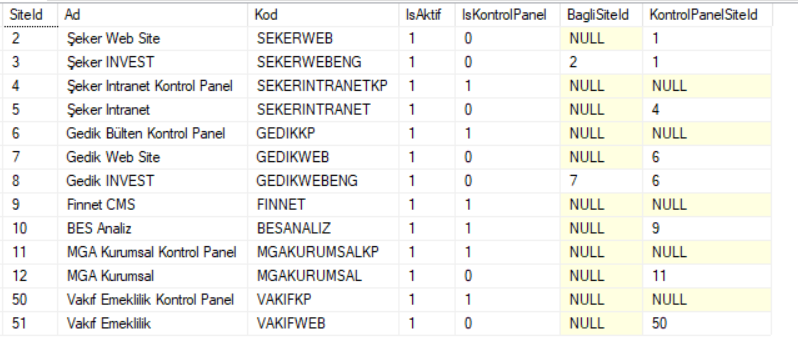 SiteId Ad Kod IsAktif IsKontrolPanel BagliSiteId KontrolPanelSiteId
2 Şeker Web Site SEKERWEB 1 0 NULL 1
3 Şeker INVEST SEKERWEBENG 1 0 2 1
4 Şeker Intranet Kontrol Panel SEKERINTRANETKP 1 1 NULL NULL
5 Şeker Intranet SEKERINTRANET 1 0 NULL 4
6 Gedik Bülten Kontrol Panel GEDIKKP 1 1 NULL NULL
7 Gedik Web Site GEDIKWEB 1 0 NULL 6
8 Gedik INVEST GEDIKWEBENG 1 0 7 6
9 Finnet CMS FINNET 1 1 NULL NULL
10 BES Analiz BESANALIZ 1 1 NULL 9
11 MGA Kurumsal Kontrol Panel MGAKURUMSALKP 1 1 NULL NULL
12 MGA Kurumsal MGAKURUMSAL 1 0 NULL 11
50 Vakıf Emeklilik Kontrol Panel VAKIFKP 1 1 NULL NULL
51 Vakıf Emeklilik VAKIFWEB 1 0 NULL 50